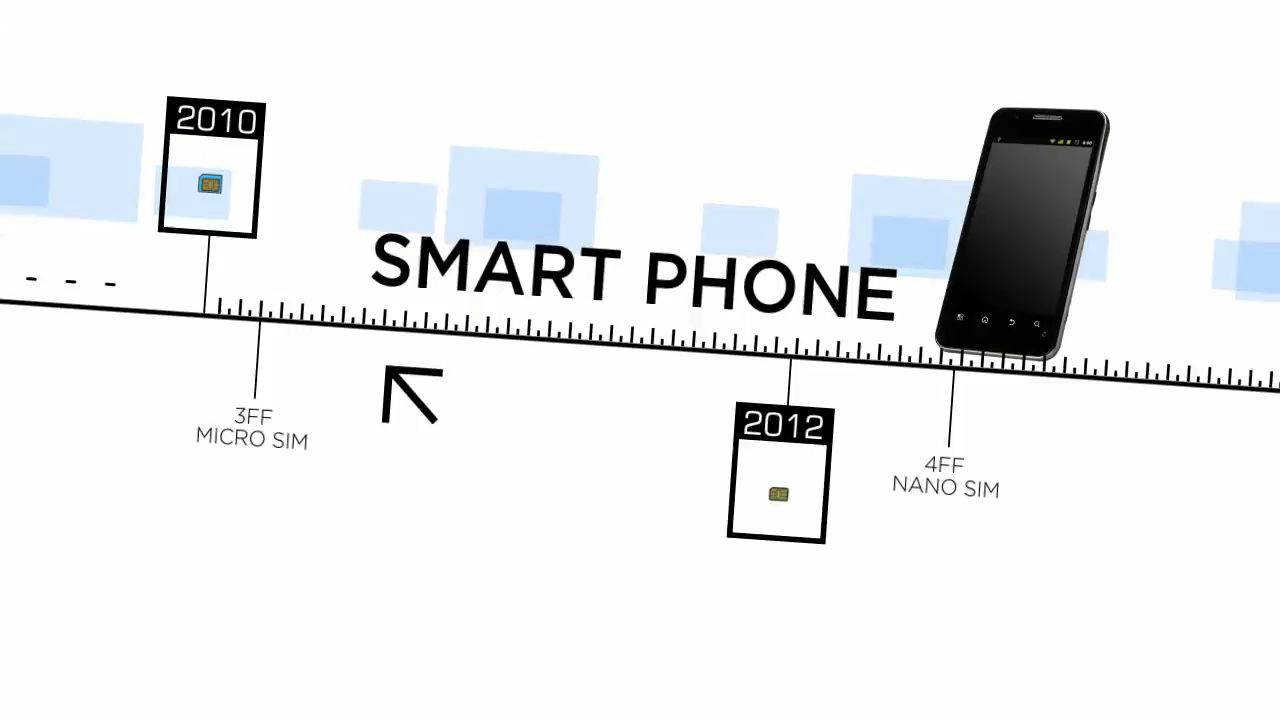 2010
SMART PHONE
3FF
MICRO SIM
2012
4FF
NANO SIM